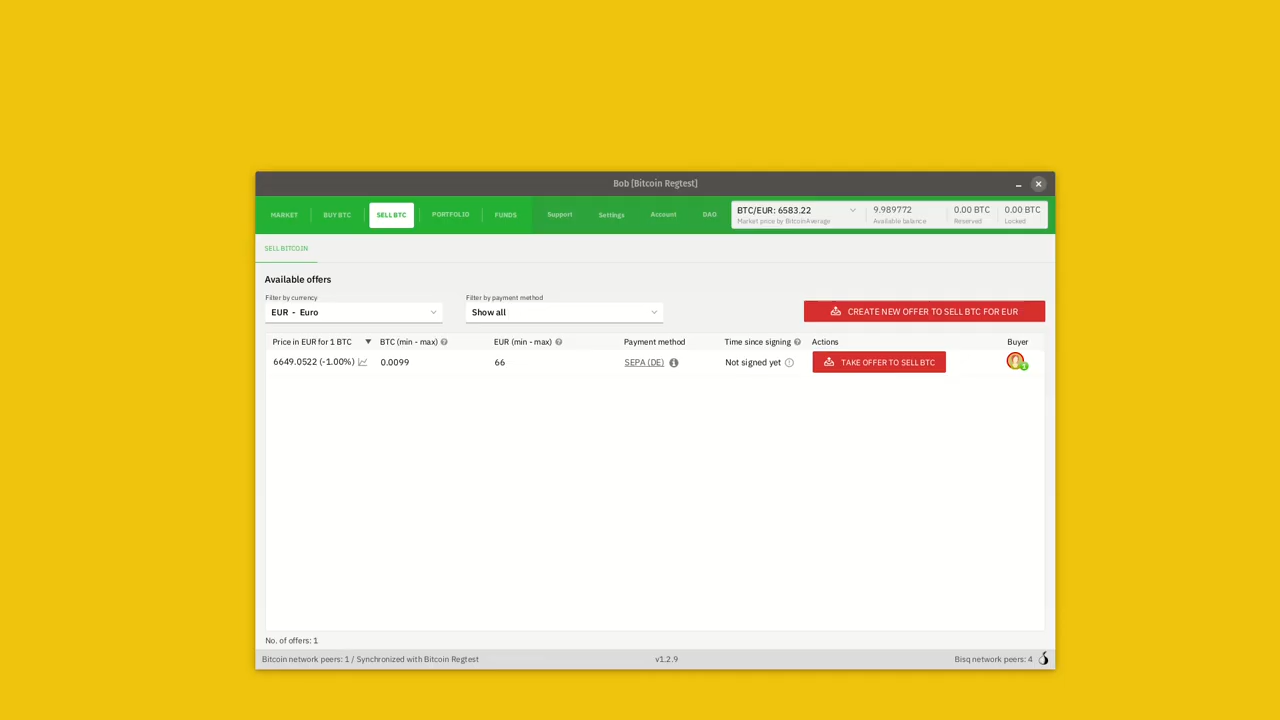 Bob [Bitcoin Regtest]
MARKET BUY BTC SELL BTC PORTFOLIO FUNDS Support Settings Account DAO
BTC/EUR: 6583.22 9.989772 0.00 BTC 0.00 BTC
Market price by BitcoinAverage Available balance Reserved Locked
SELL BITCOIN
Available offers
Filter by currency Filter by payment method
EUR - Euro Show all CREATE NEW OFFER TO SELL BTC FOR EUR
Price in EUR for 1 BTC BTC (min - max) EUR (min - max) Payment method Time since signing Actions Buyer
6649.0522 (-1.00%) 0.0099 66 SEPA (DE) Not signed yet TAKE OFFER TO SELL BTC 1
No. of offers: 1
Bitcoin network peers: 1 / Synchronized with Bitcoin Regtest v1.2.9 Bisq network peers: 4